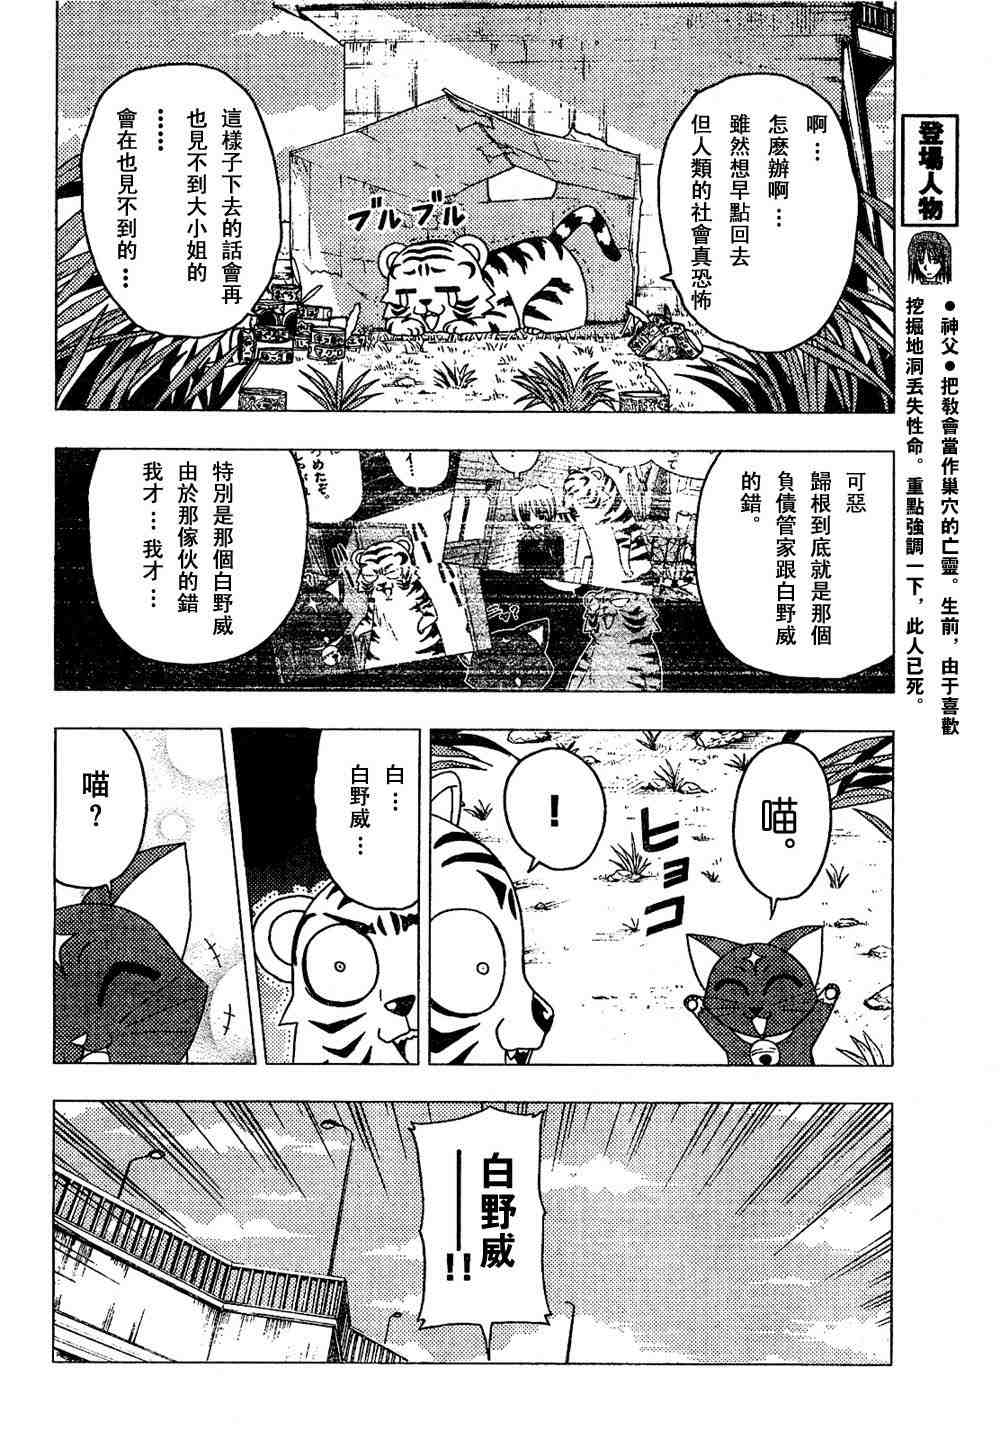 登場人物
●神父●把教會當作巢穴的亡靈。生前，由于喜歡
挖掘地洞丟失性命。重點強調一下，此人已死。
啊…
怎麼辦啊…
雖然想早點回去
但人類的社會真恐怖
ブル ブル
這樣子下去的話會再
也見不到大小姐的
……
會在也見不到的…
可惡
歸根到底就是那個
負債管家跟白野威
的錯。
ニャ?
めたぞ。
特別是那個白野威
由於那傢伙的錯
我才…我才…
喵。
ヒョコ
！
白…
白野威…
喵？
白野威
——!!